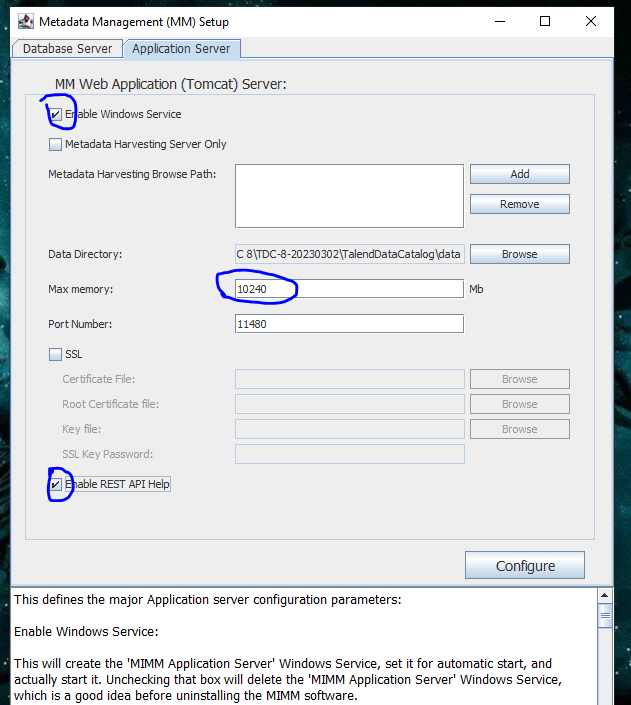 Metadata Management (MM) Setup
Database Server
Application Server
MM Web Application (Tomcat) Server:
Enable Windows Service
Metadata Harvesting Server Only
Metadata Harvesting Browse Path:
Add
Remove
Data Directory:
C 8\TDC-8-20230302\TalendDataCatalog\data
Browse
Max memory:
10240
Mb
Port Number:
11480
SSL
Certificate File:
Browse
Root Certificate file:
Browse
Key file:
Browse
SSL Key Password:
Enable REST API Help
Configure
This defines the major Application server configuration parameters:
Enable Windows Service:
This will create the 'MIMM Application Server' Windows Service, set it for automatic start, and
actually start it. Unchecking that box will delete the 'MIMM Application Server' Windows Service,
which is a good idea before uninstalling the MIMM software.